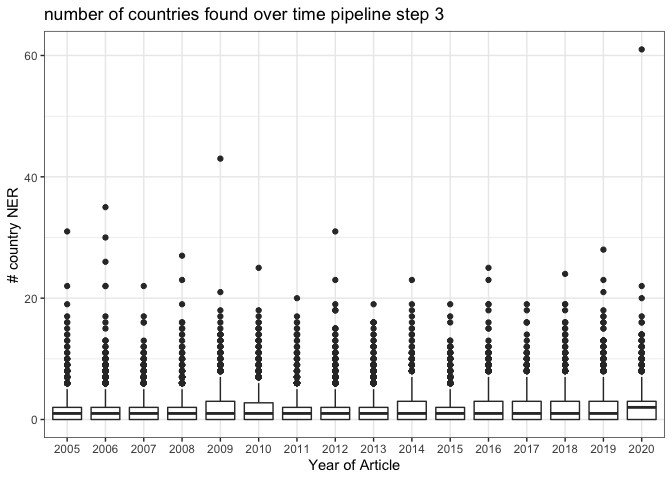 number of countries found over time pipeline step 3
60
40
20
0
# country NER
2005 2006 2007 2008 2009 2010 2011 2012 2013 2014 2015 2016 2017 2018 2019 2020
Year of Article